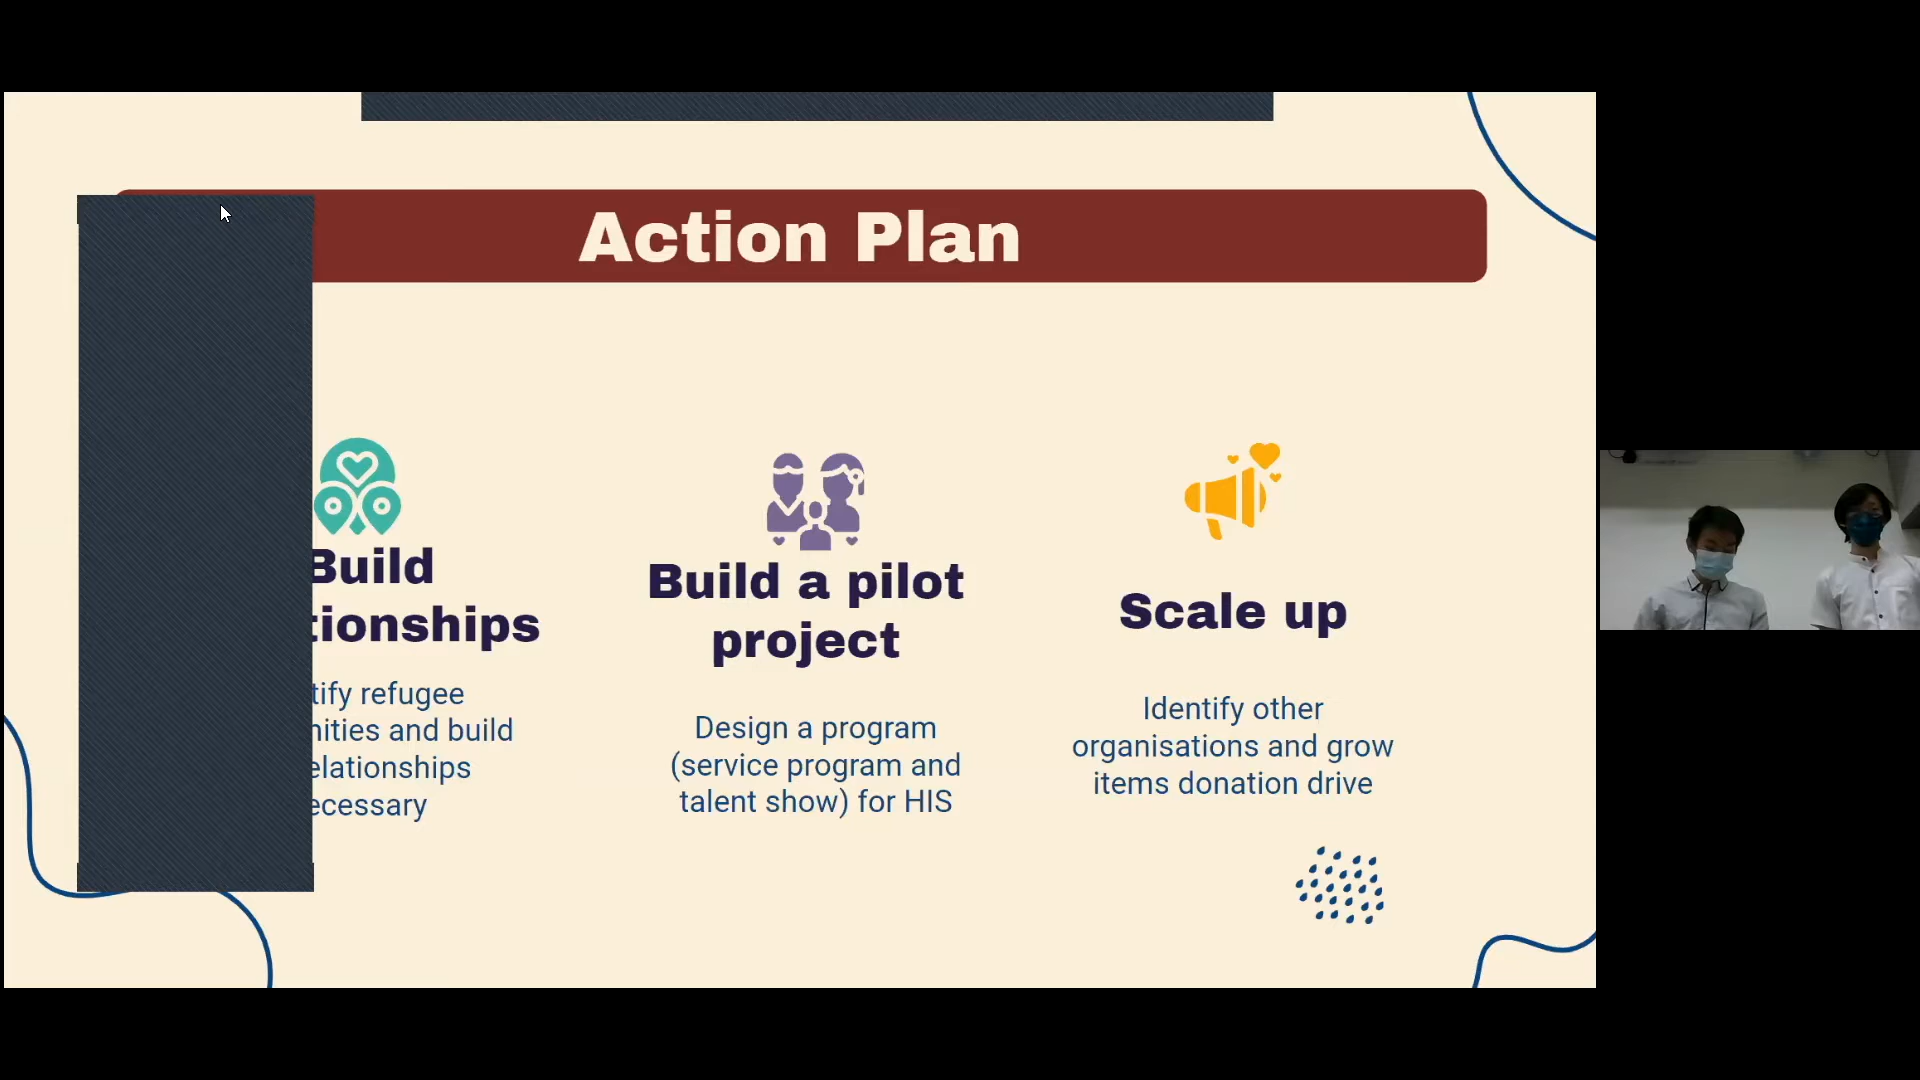 Action Plan
Build
tionships
tify refugee
nities and build
elationships
ecessary
Build a pilot
project
Design a program
(service program and
talent show) for HIS
Scale up
Identify other
organisations and grow
items donation drive